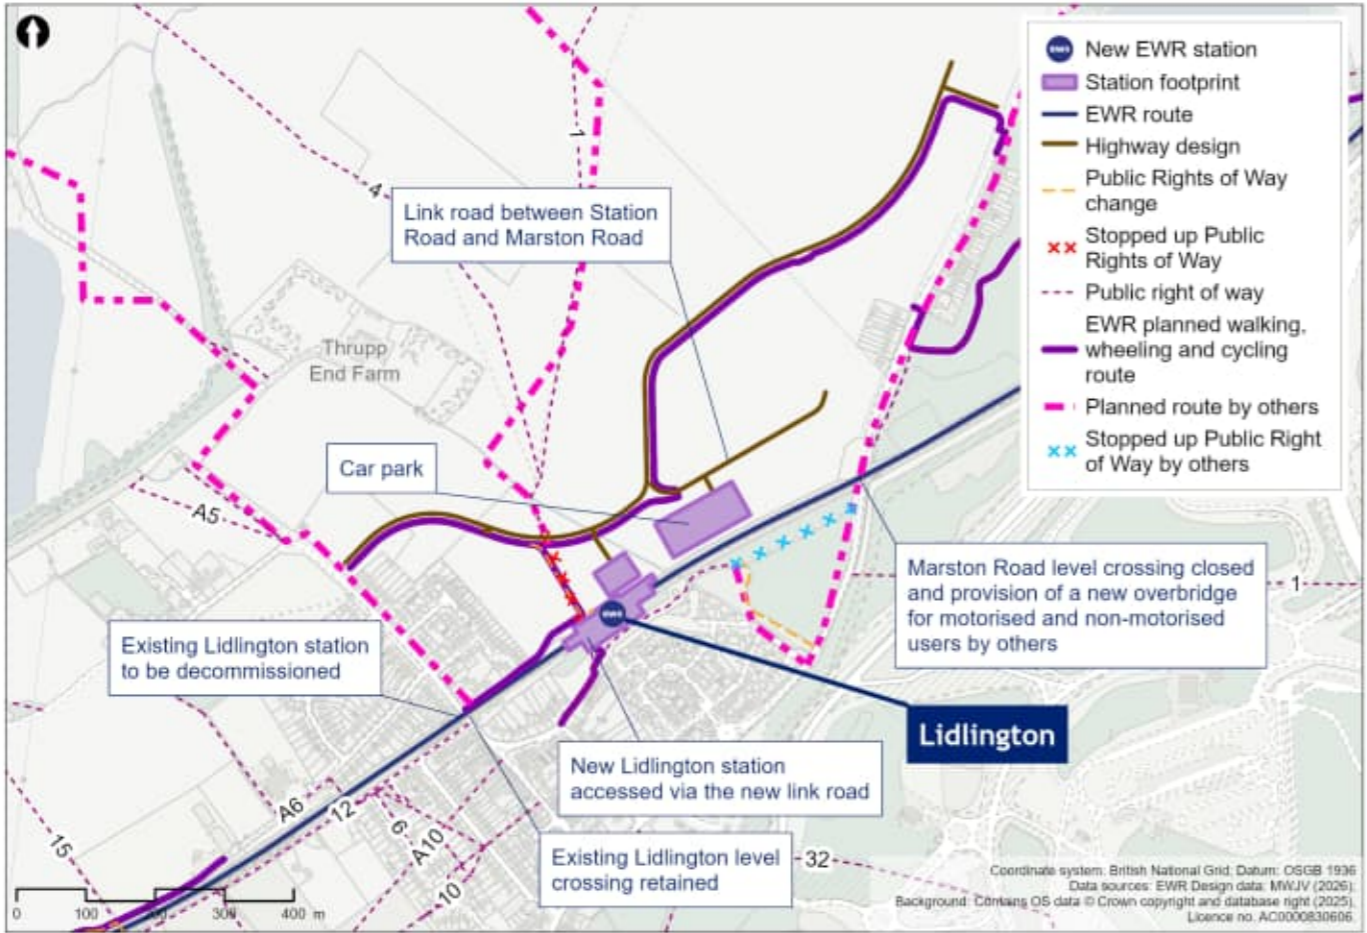 New EWR station
Station footprint
EWR route
Highway design
Public Rights of Way
change
Stopped up Public
Rights of Way
Public right of way
EWR planned walking,
wheeling and cycling
route
Planned route by others
Stopped up Public Right
of Way by others
1
4
Link road between Station
Road and Marston Road
Thrupp
End Farm
Car park
A5
Marston Road level crossing closed
and provision of a new overbridge
for motorised and non-motorised
users by others
1
Existing Lidlington station
to be decommissioned
EWR
Lidlington
New Lidlington station
accessed via the new link road
A6
12
6
A10
15
10
Existing Lidlington level
crossing retained
32
0 100 200 300 400 m
Coordinate system: British National Grid; Datum: OSGB 1936
Data sources: EWR Design data; MWJV (2026);
Background: Contains OS data © Crown copyright and database right (2025),
Licence no. AC0000830606.